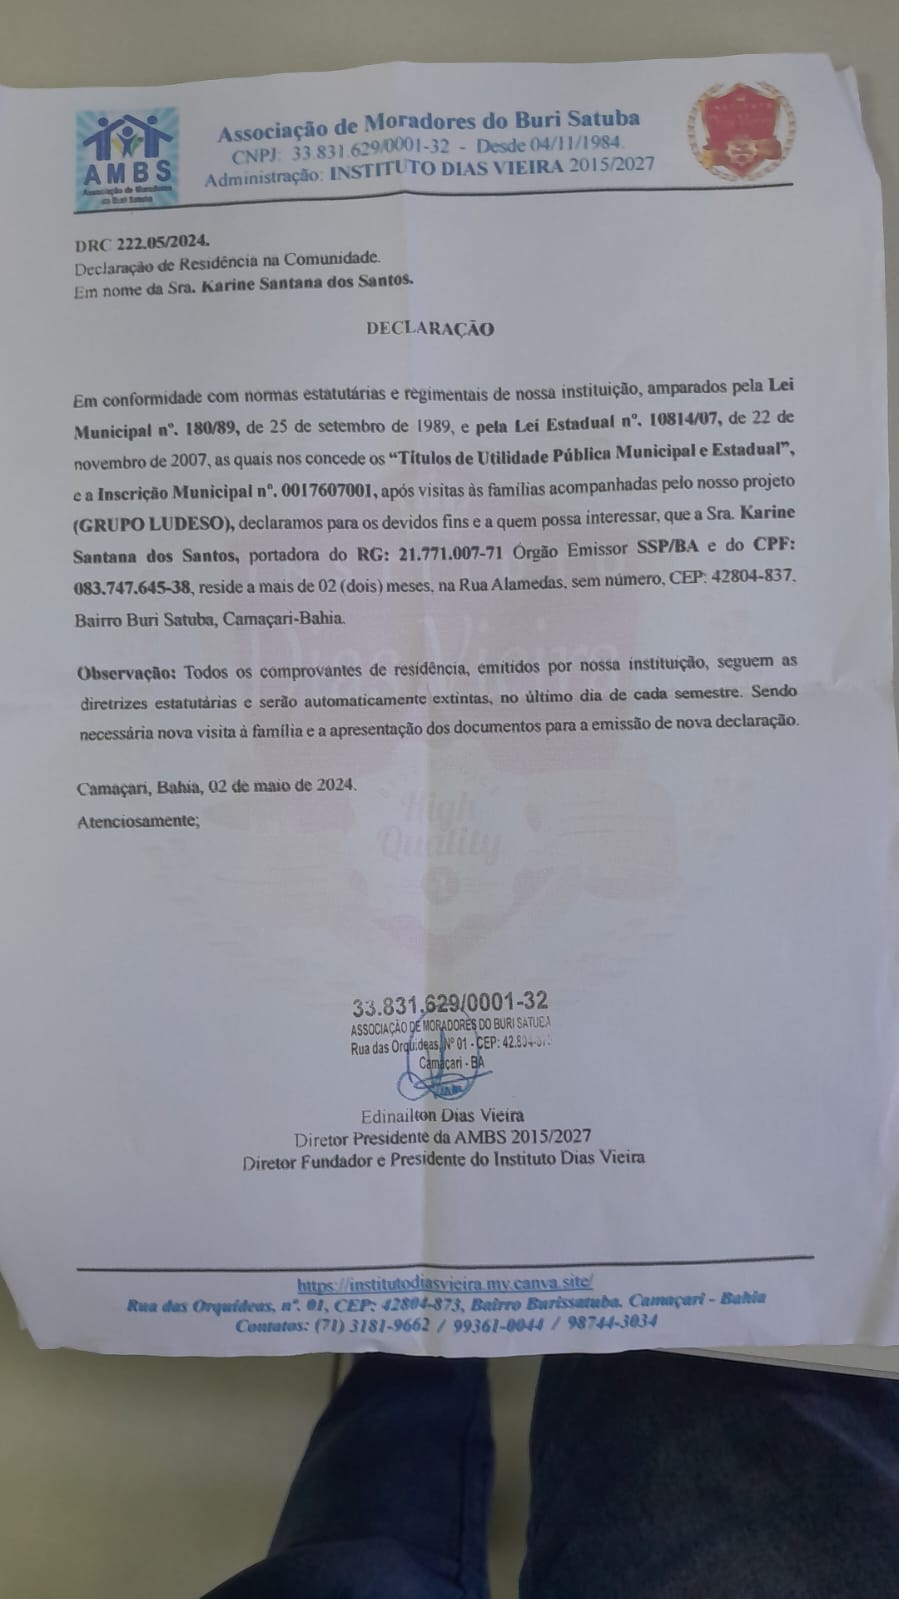 Associação de Moradores do Buri Satuba
CNPJ: 33.831.629/0001-32 - Desde 04/11/1984.
Administração: INSTITUTO DIAS VIEIRA 2015/2027
AMBS
Associação de Moradores
do Buri Satuba
DRC 222.05/2024.
Declaração de Residência na Comunidade.
Em nome da Sra. Karine Santana dos Santos.
DECLARAÇÃO
Em conformidade com normas estatutárias e regimentais de nossa instituição, amparados pela Lei
Municipal nº. 180/89, de 25 de setembro de 1989, e pela Lei Estadual nº. 10814/07, de 22 de
novembro de 2007, as quais nos concede os “Títulos de Utilidade Pública Municipal e Estadual”,
e a Inscrição Municipal nº. 0017607001, após visitas às famílias acompanhadas pelo nosso projeto
(GRUPO LUDESO), declaramos para os devidos fins e a quem possa interessar, que a Sra. Karine
Santana dos Santos, portadora do RG: 21.771.007-71 Órgão Emissor SSP/BA e do CPF:
083.747.645-38, reside a mais de 02 (dois) meses, na Rua Alamedas, sem número, CEP: 42804-837.
Bairro Buri Satuba, Camaçari-Bahia.
Observação: Todos os comprovantes de residência, emitidos por nossa instituição, seguem as
diretrizes estatutárias e serão automaticamente extintas, no último dia de cada semestre. Sendo
necessária nova visita à família e a apresentação dos documentos para a emissão de nova declaração.
Camaçari, Bahia, 02 de maio de 2024.
Atenciosamente;
Dias Vieira
High
Quality
33.831.629/0001-32
ASSOCIAÇÃO DE MORADORES DO BURI SATUBA
Rua das Orquideas, Nº 01 - CEP:
Camaçari - BA
Edinailton Dias Vieira
Diretor Presidente da AMBS 2015/2027
Diretor Fundador e Presidente do Instituto Dias Vieira
https://institutodiasvieira.my.canva.site/
Rua das Orquídeas, nº. 01, CEP: 42804-873, Bairro Burissatuba. Camaçari - Bahia
Contatos: (71) 3181-9662 / 99361-0044 / 98744-3034